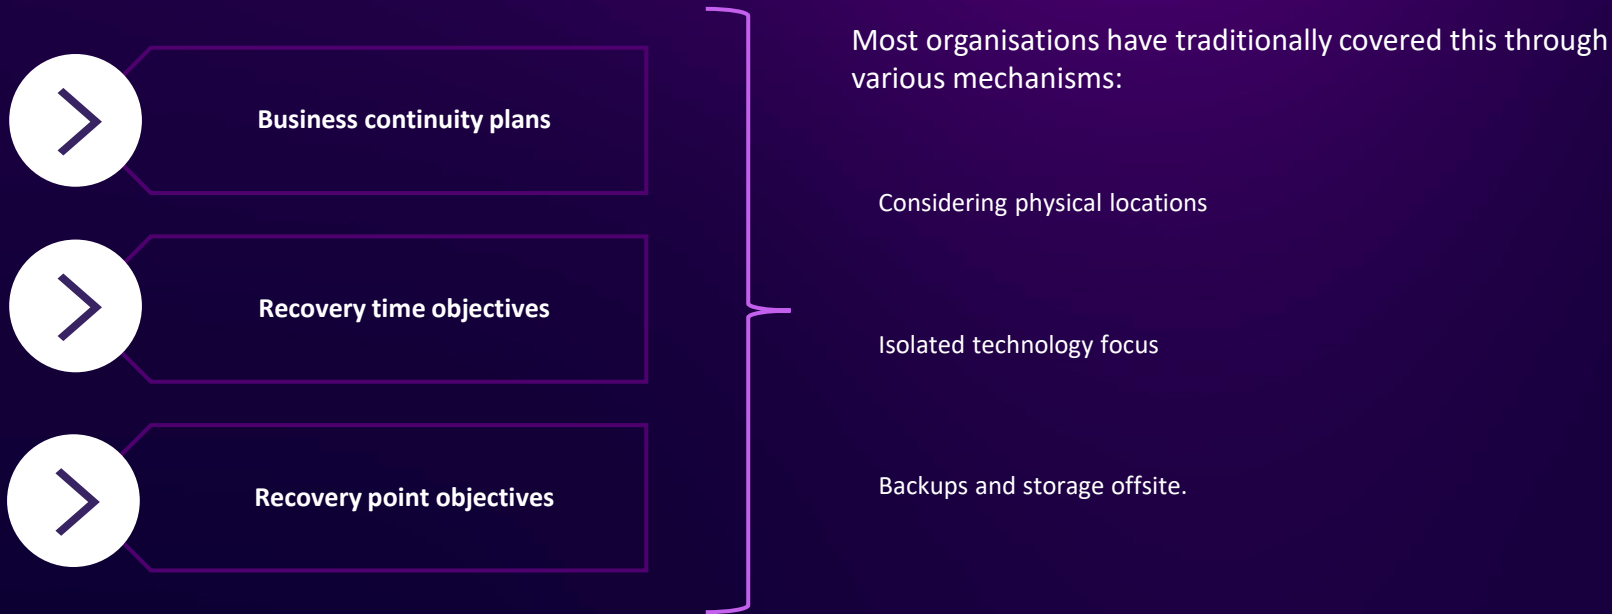 Business continuity plans
Recovery time objectives
Recovery point objectives
Most organisations have traditionally covered this through
various mechanisms:
Considering physical locations
Isolated technology focus
Backups and storage offsite.